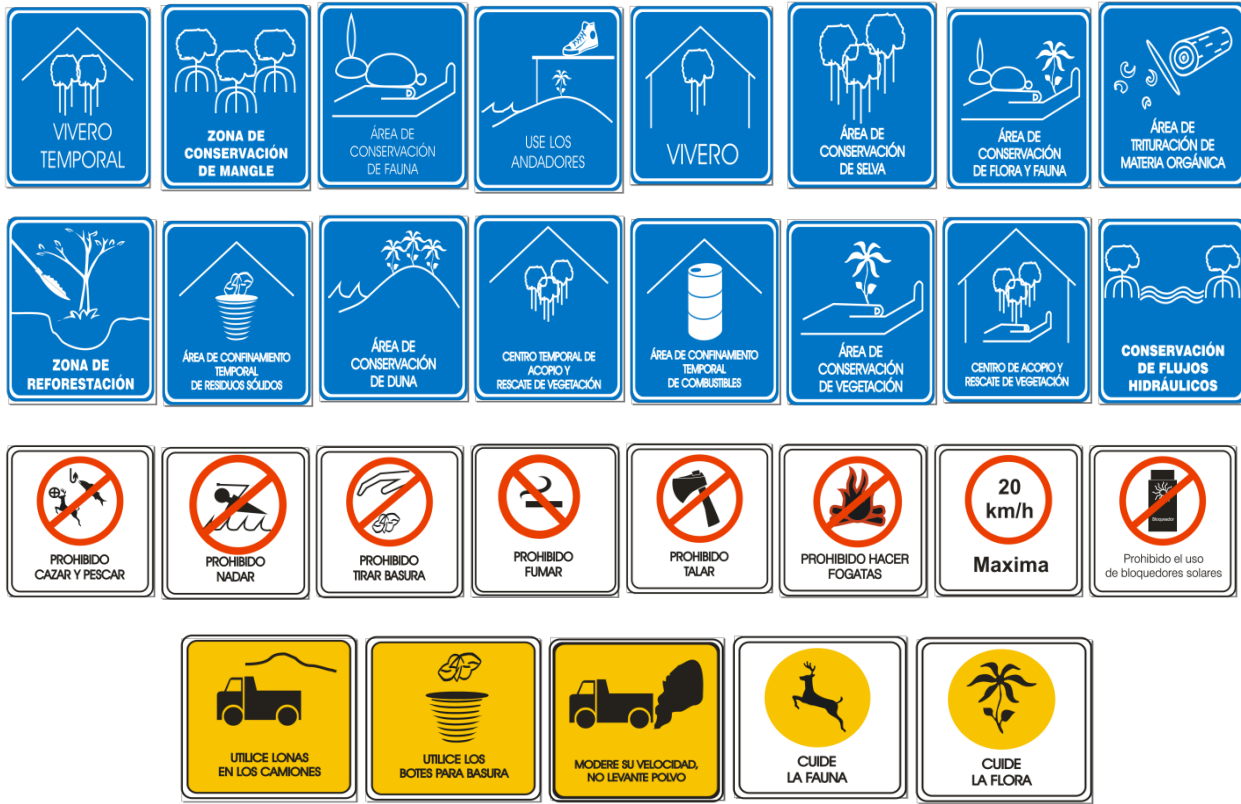 VIVERO
TEMPORAL
ZONA DE
CONSERVACIÓN
DE MANGLE
ÁREA DE
CONSERVACIÓN
DE FAUNA
USE LOS
ANDADORES
VIVERO
ÁREA DE
CONSERVACIÓN
DE SELVA
ÁREA DE
CONSERVACIÓN
DE FLORA Y FAUNA
ÁREA DE
TRITURACIÓN DE
MATERIA ORGÁNICA
ZONA DE
REFORESTACIÓN
ÁREA DE CONFINAMIENTO
TEMPORAL
DE RESIDUOS SÓLIDOS
ÁREA DE
CONSERVACIÓN
DE DUNA
CENTRO TEMPORAL DE
ACOPIO Y
RESCATE DE VEGETACIÓN
ÁREA DE CONFINAMIENTO
TEMPORAL
DE COMBUSTIBLES
ÁREA DE
CONSERVACIÓN
DE VEGETACIÓN
CENTRO DE ACOPIO Y
RESCATE DE VEGETACIÓN
CONSERVACIÓN
DE FLUJOS
HIDRÁULICOS
PROHIBIDO
CAZAR Y PESCAR
PROHIBIDO
NADAR
PROHIBIDO
TIRAR BASURA
PROHIBIDO
FUMAR
PROHIBIDO
TALAR
PROHIBIDO HACER
FOGATAS
20
km/h
Maxima
Bloqueador
Prohibido el uso
de bloquedores solares
UTILICE LONAS
EN LOS CAMIONES
UTILICE LOS
BOTES PARA BASURA
MODERE SU VELOCIDAD,
NO LEVANTE POLVO
CUIDE
LA FAUNA
CUIDE
LA FLORA